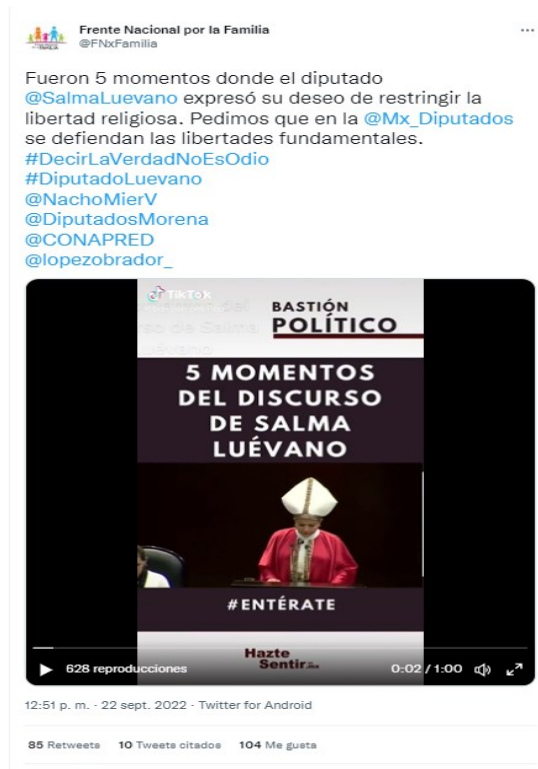 Frente Nacional por la Familia
@FNxFamilia
Fueron 5 momentos donde el diputado
@SalmaLuevano expresó su deseo de restringir la
libertad religiosa. Pedimos que en la @Mx_Diputados
se defiendan las libertades fundamentales.
#DecirLaVerdadNoEsOdio
#DiputadoLuevano
@NachoMierV
@DiputadosMorena
@CONAPRED
@lopezobrador_
TikTok
BASTIÓN
POLÍTICO
5 MOMENTOS
DEL DISCURSO
DE SALMA
LUÉVANO
#ENTÉRATE
Hazte
Sentir
628 reproducciones
0:02 / 1:00
12:51 p. m. · 22 sept. 2022 · Twitter for Android
85 Retweets 10 Tweets citados 104 Me gusta